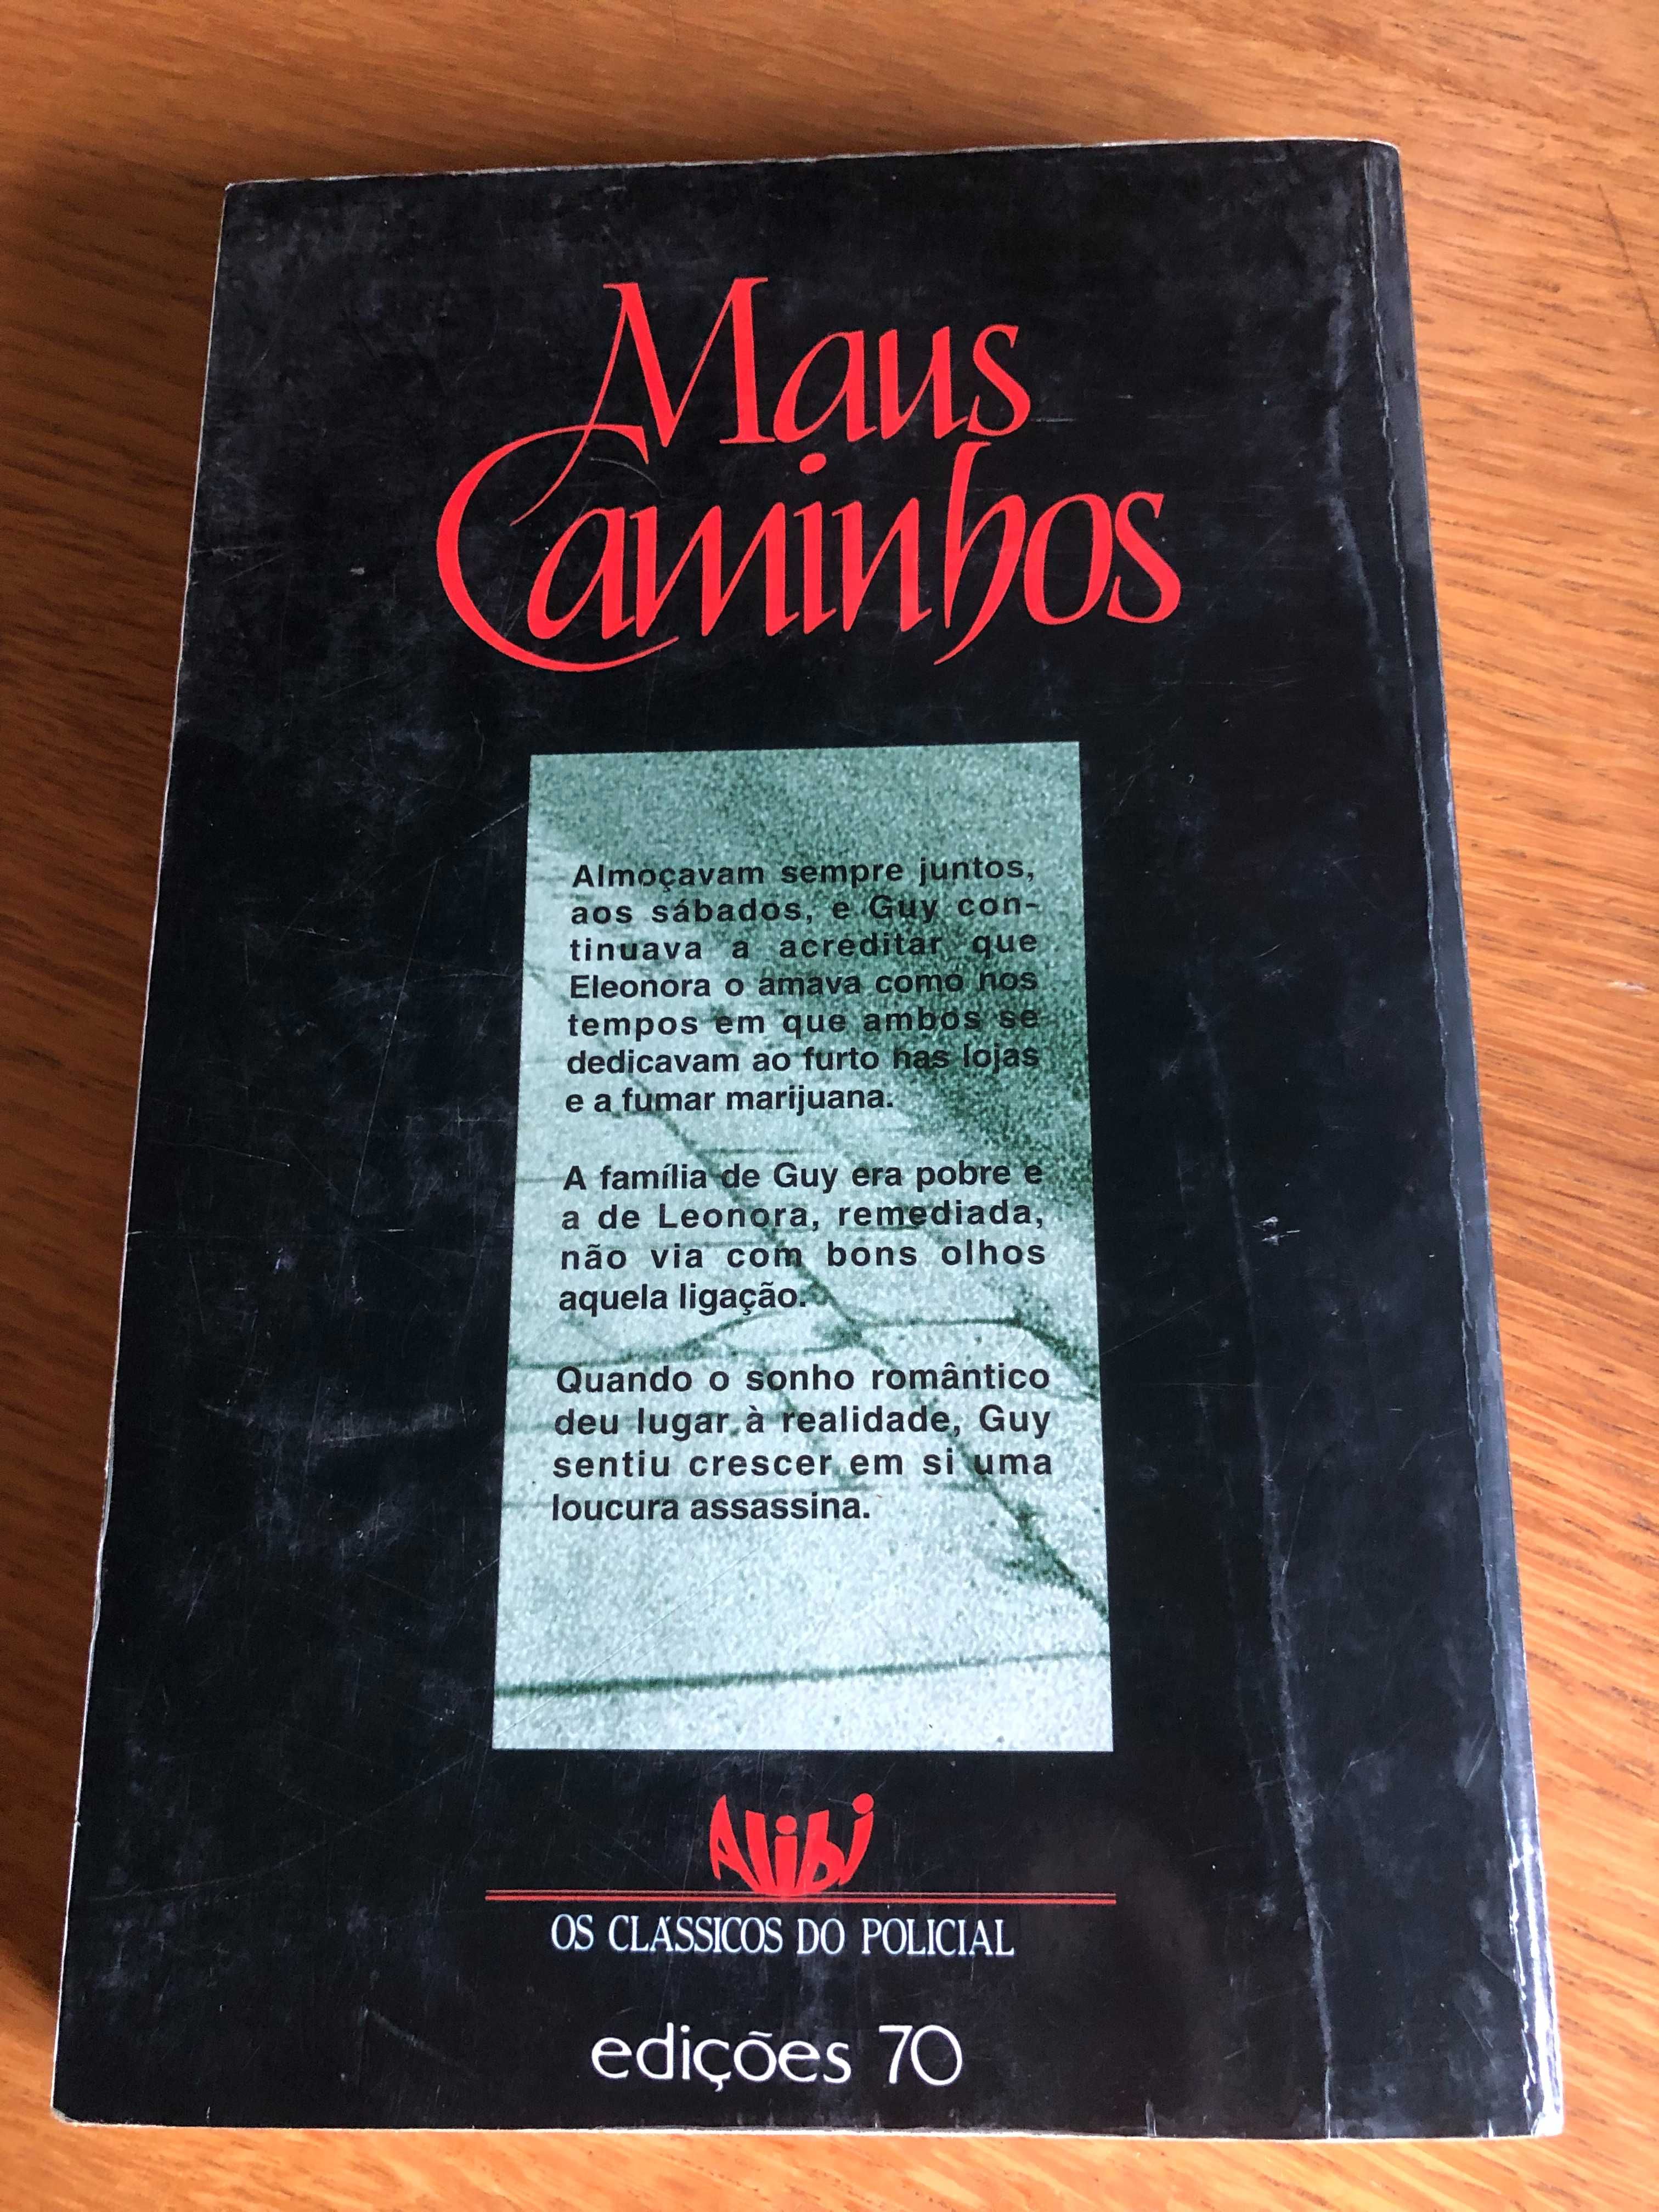 Maus
Caminhos
Almoçavam sempre juntos,
aos sábados, e Guy con-
tinuava a acreditar que
Eleonora o amava como nos
tempos em que ambos se
dedicavam ao furto nas lojas
e a fumar marijuana.
A família de Guy era pobre e
a de Leonora, remediada,
não via com bons olhos
aquela ligação.
Quando o sonho romântico
deu lugar à realidade, Guy
sentiu crescer em si uma
loucura assassina.
Alibi
OS CLÁSSICOS DO POLICIAL
edições 70